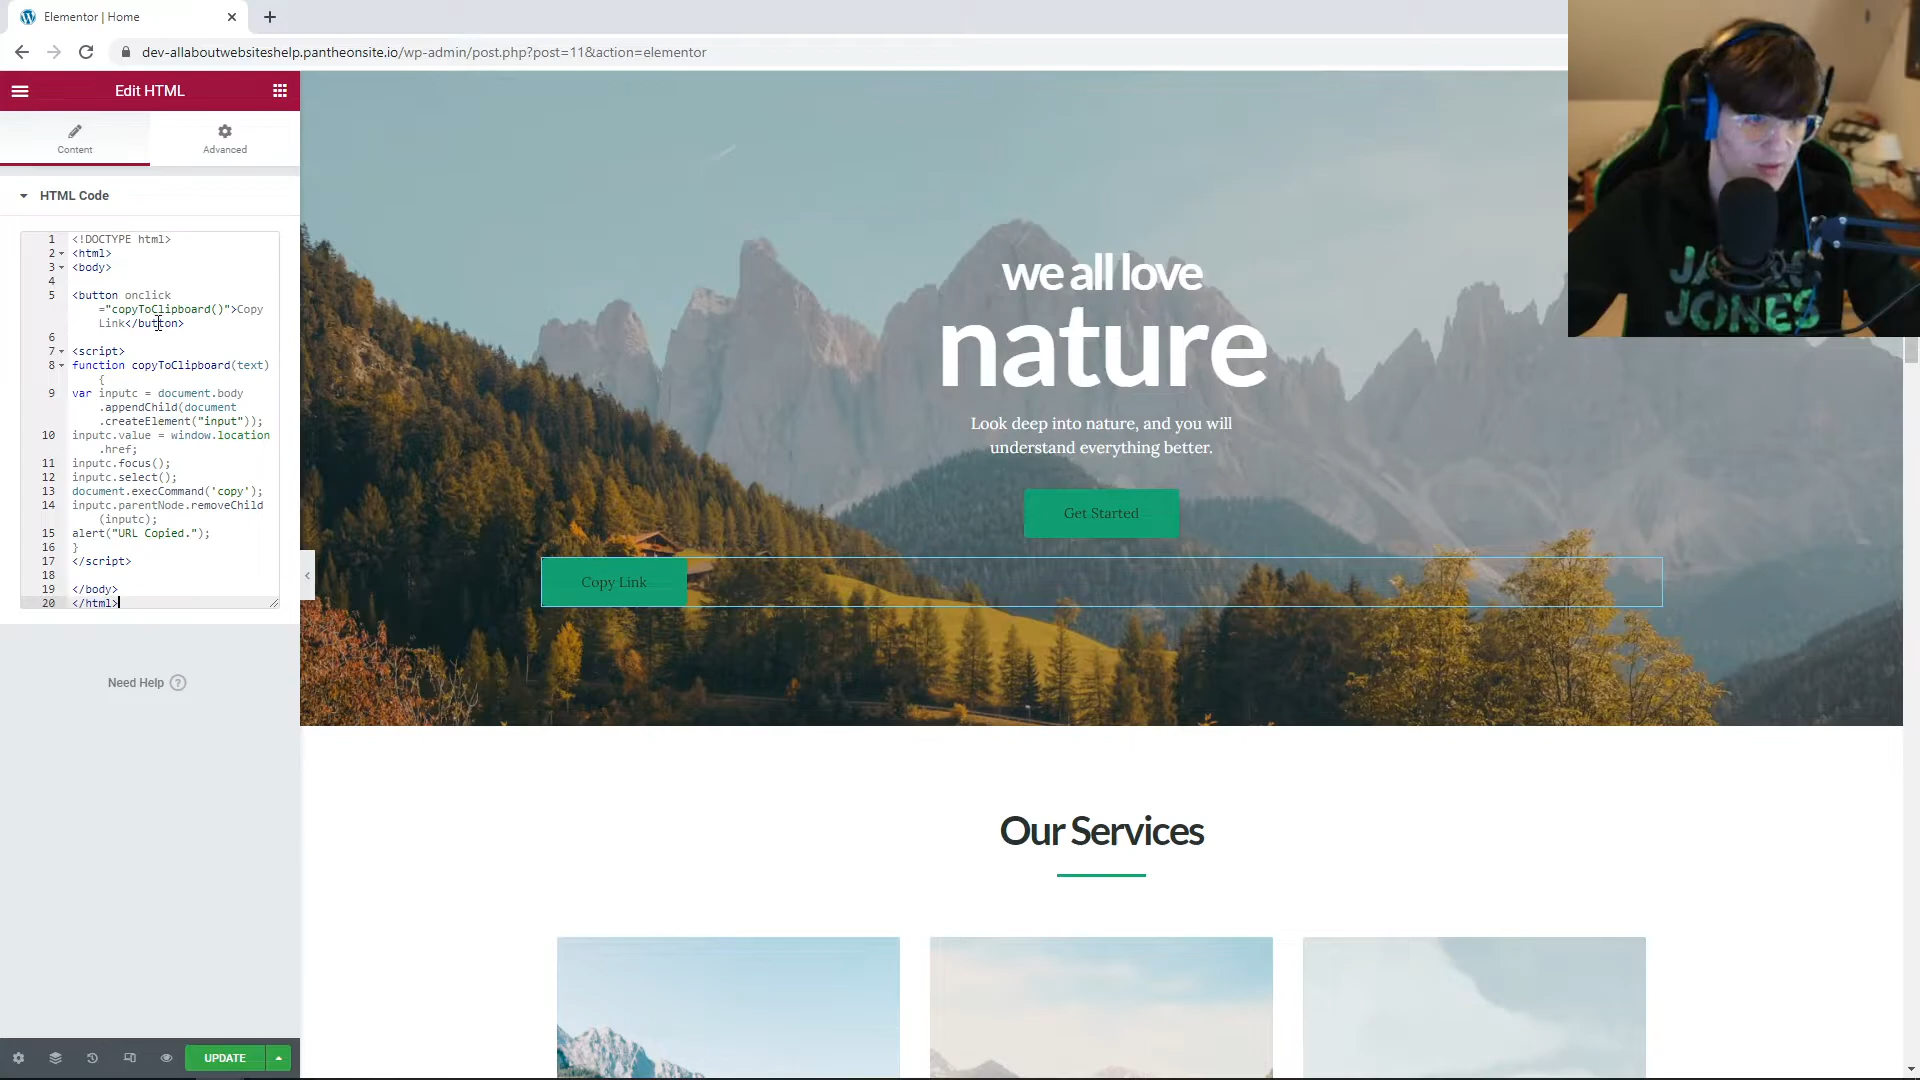 Elementor | Home
dev-allaboutwebsiteshelp.pantheonsite.io/wp-admin/post.php?post=11&action=elementor
Edit HTML
Content
Advanced
HTML Code
1 <!DOCTYPE html>
2 <html>
3 <body>
4
5 <button onclick
="copyToClipboard()">Copy
Link</button>
6
7 <script>
8 function copyToClipboard(text)
{
9 var inputc = document.body
.appendChild(document
.createElement("input"));
10 inputc.value = window.location
.href;
11 inputc.focus();
12 inputc.select();
13 document.execCommand('copy');
14 inputc.parentNode.removeChild
(inputc);
15 alert("URL Copied.");
16 }
17 </script>
18
19 </body>
20 </html>
Need Help ?
UPDATE
we all love
nature
Look deep into nature, and you will
understand everything better.
Get Started
Copy Link
Our Services
JACK
JONES